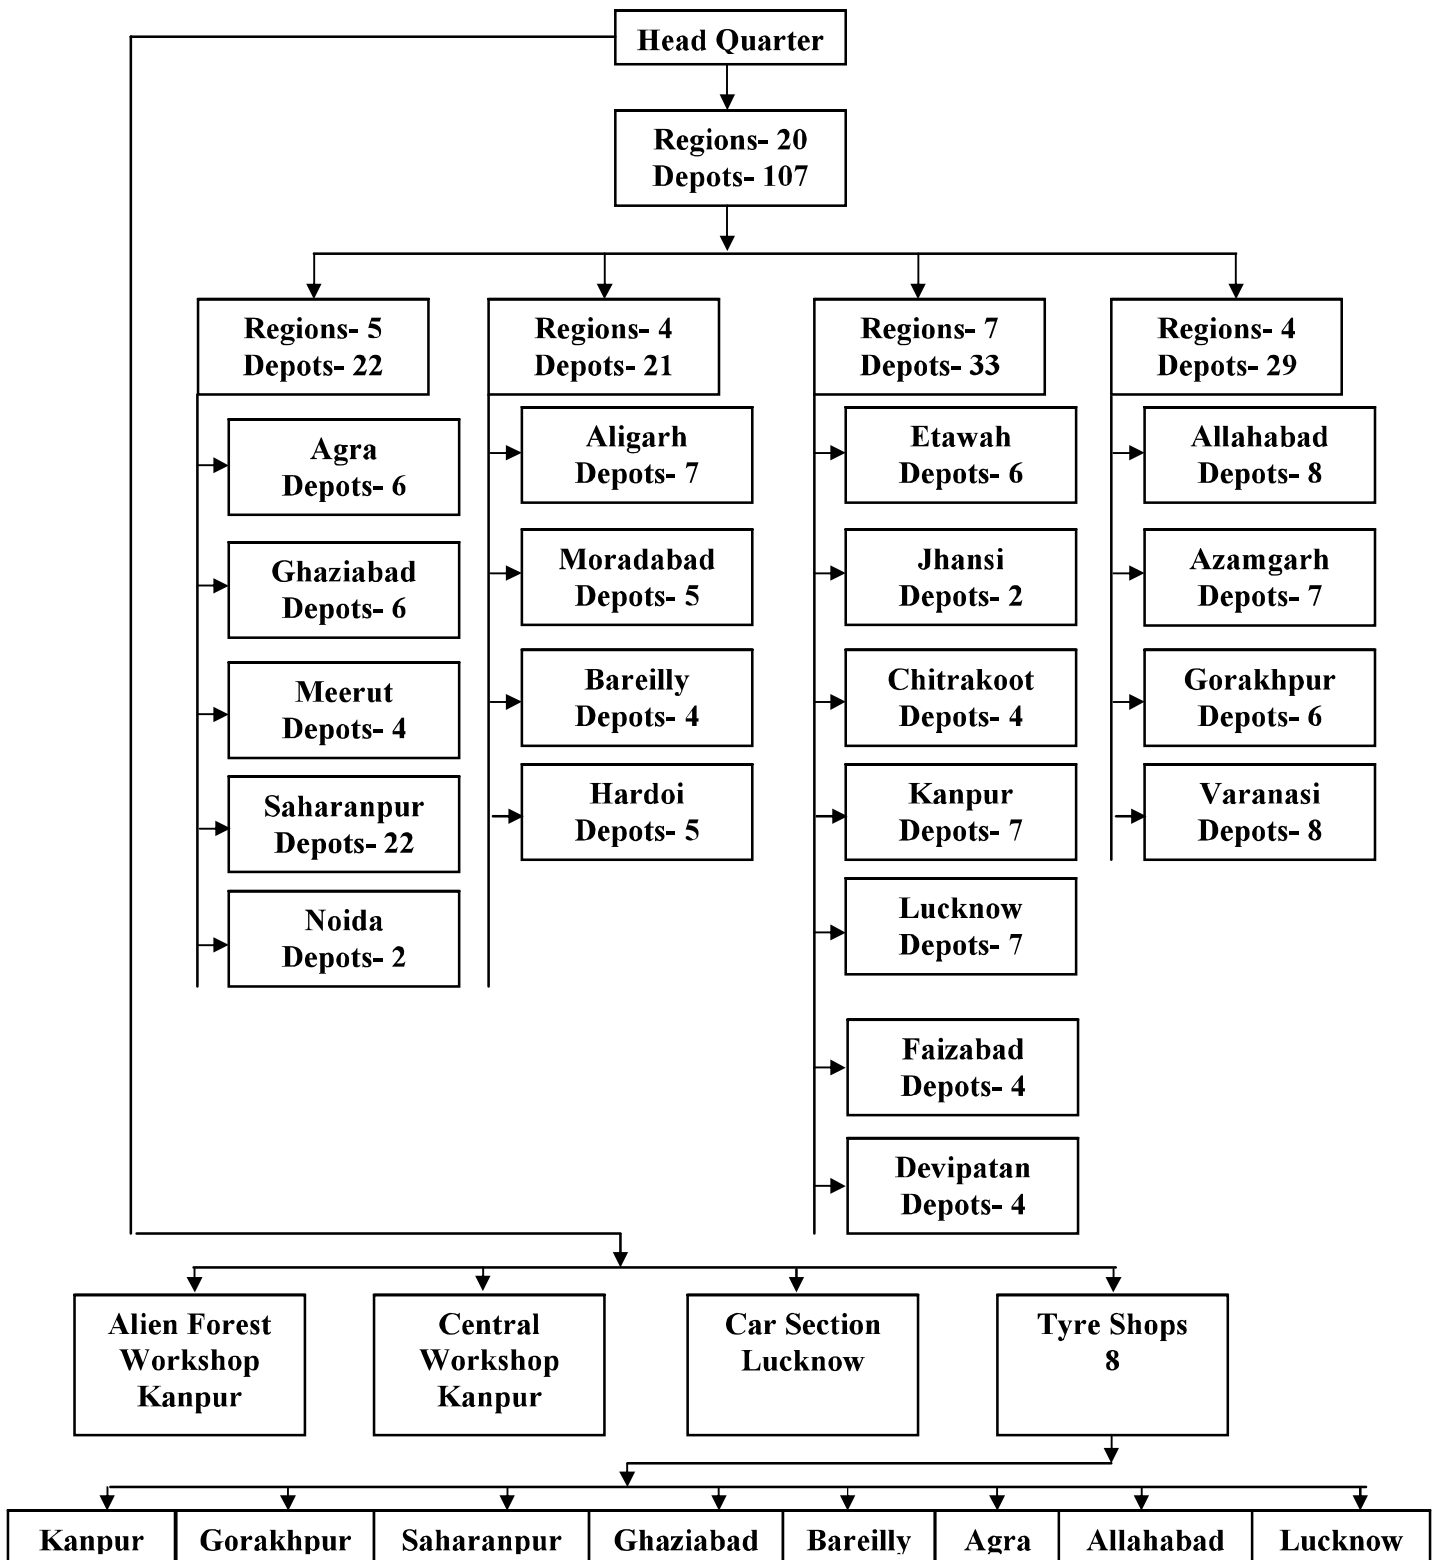 Head Quarter
Regions- 20
Depots- 107
Regions- 5
Depots- 22
Agra
Depots- 6
Ghaziabad
Depots- 6
Meerut
Depots- 4
Saharanpur
Depots- 22
Noida
Depots- 2
Regions- 4
Depots- 21
Aligarh
Depots- 7
Moradabad
Depots- 5
Bareilly
Depots- 4
Hardoi
Depots- 5
Regions- 7
Depots- 33
Etawah
Depots- 6
Jhansi
Depots- 2
Chitrakoot
Depots- 4
Kanpur
Depots- 7
Lucknow
Depots- 7
Faizabad
Depots- 4
Devipatan
Depots- 4
Regions- 4
Depots- 29
Allahabad
Depots- 8
Azamgarh
Depots- 7
Gorakhpur
Depots- 6
Varanasi
Depots- 8
Alien Forest
Workshop
Kanpur
Central
Workshop
Kanpur
Car Section
Lucknow
Tyre Shops
8
Kanpur
Gorakhpur
Saharanpur
Ghaziabad
Bareilly
Agra
Allahabad
Lucknow